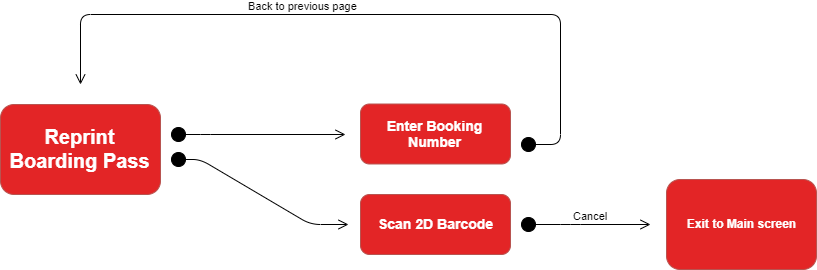 Back to previous page
Reprint
Boarding Pass
Enter Booking
Number
Scan 2D Barcode
Cancel
Exit to Main screen